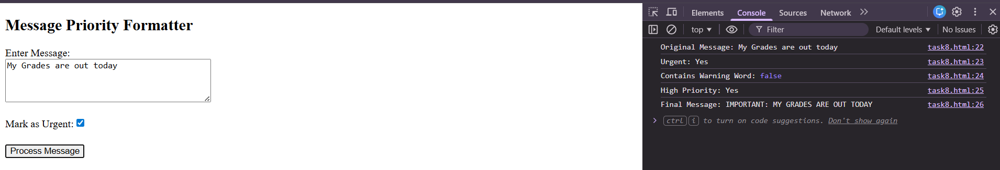 Message Priority Formatter
Enter Message:
My Grades are out today
Mark as Urgent:
Process Message
Elements Console Sources Network
top Filter Default levels No Issues
Original Message: My Grades are out today task8.html:22
Urgent: Yes task8.html:23
Contains Warning Word: false task8.html:24
High Priority: Yes task8.html:25
Final Message: IMPORTANT: MY GRADES ARE OUT TODAY task8.html:26
ctrl i to turn on code suggestions. Don't show again